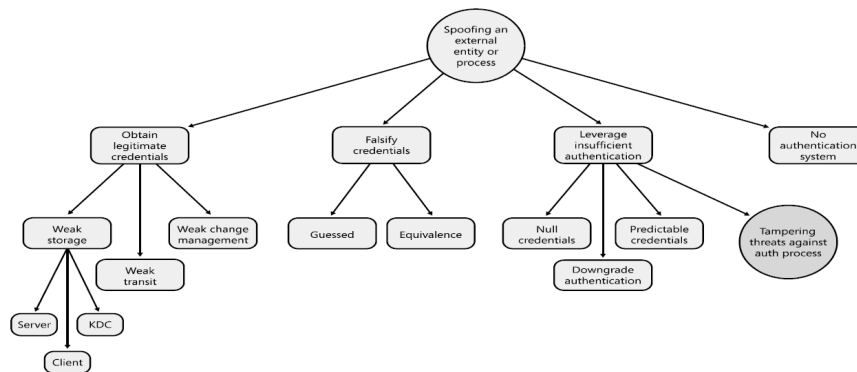 Spoofing an
external
entity or
process
Obtain
legitimate
credentials
Falsify
credentials
Leverage
insufficient
authentication
No
authentication
system
Weak
storage
Weak change
management
Weak
transit
Guessed
Equivalence
Null
credentials
Predictable
credentials
Downgrade
authentication
Tampering
threats against
auth process
Server
KDC
Client